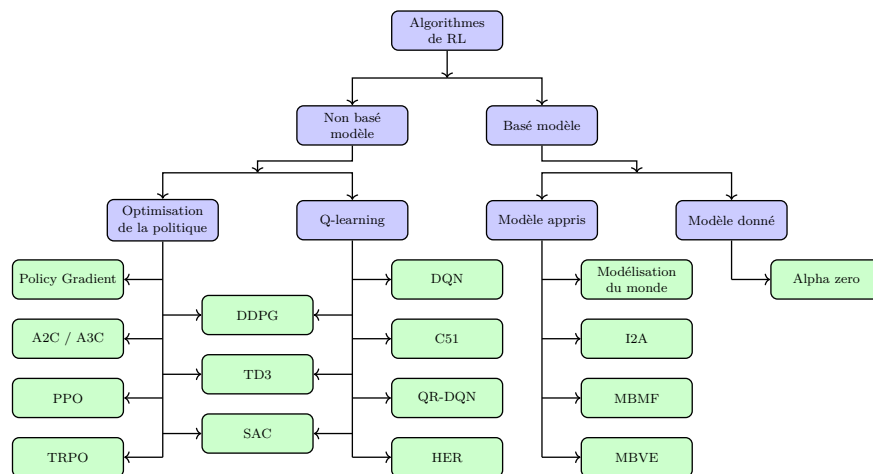 Algorithmes
de RL
Non basé
modèle
Basé modèle
Optimisation
de la politique
Q-learning
Modèle appris
Modèle donné
Policy Gradient
DQN
Modélisation
du monde
Alpha zero
DDPG
A2C / A3C
C51
I2A
TD3
PPO
QR-DQN
MBMF
SAC
TRPO
HER
MBVE